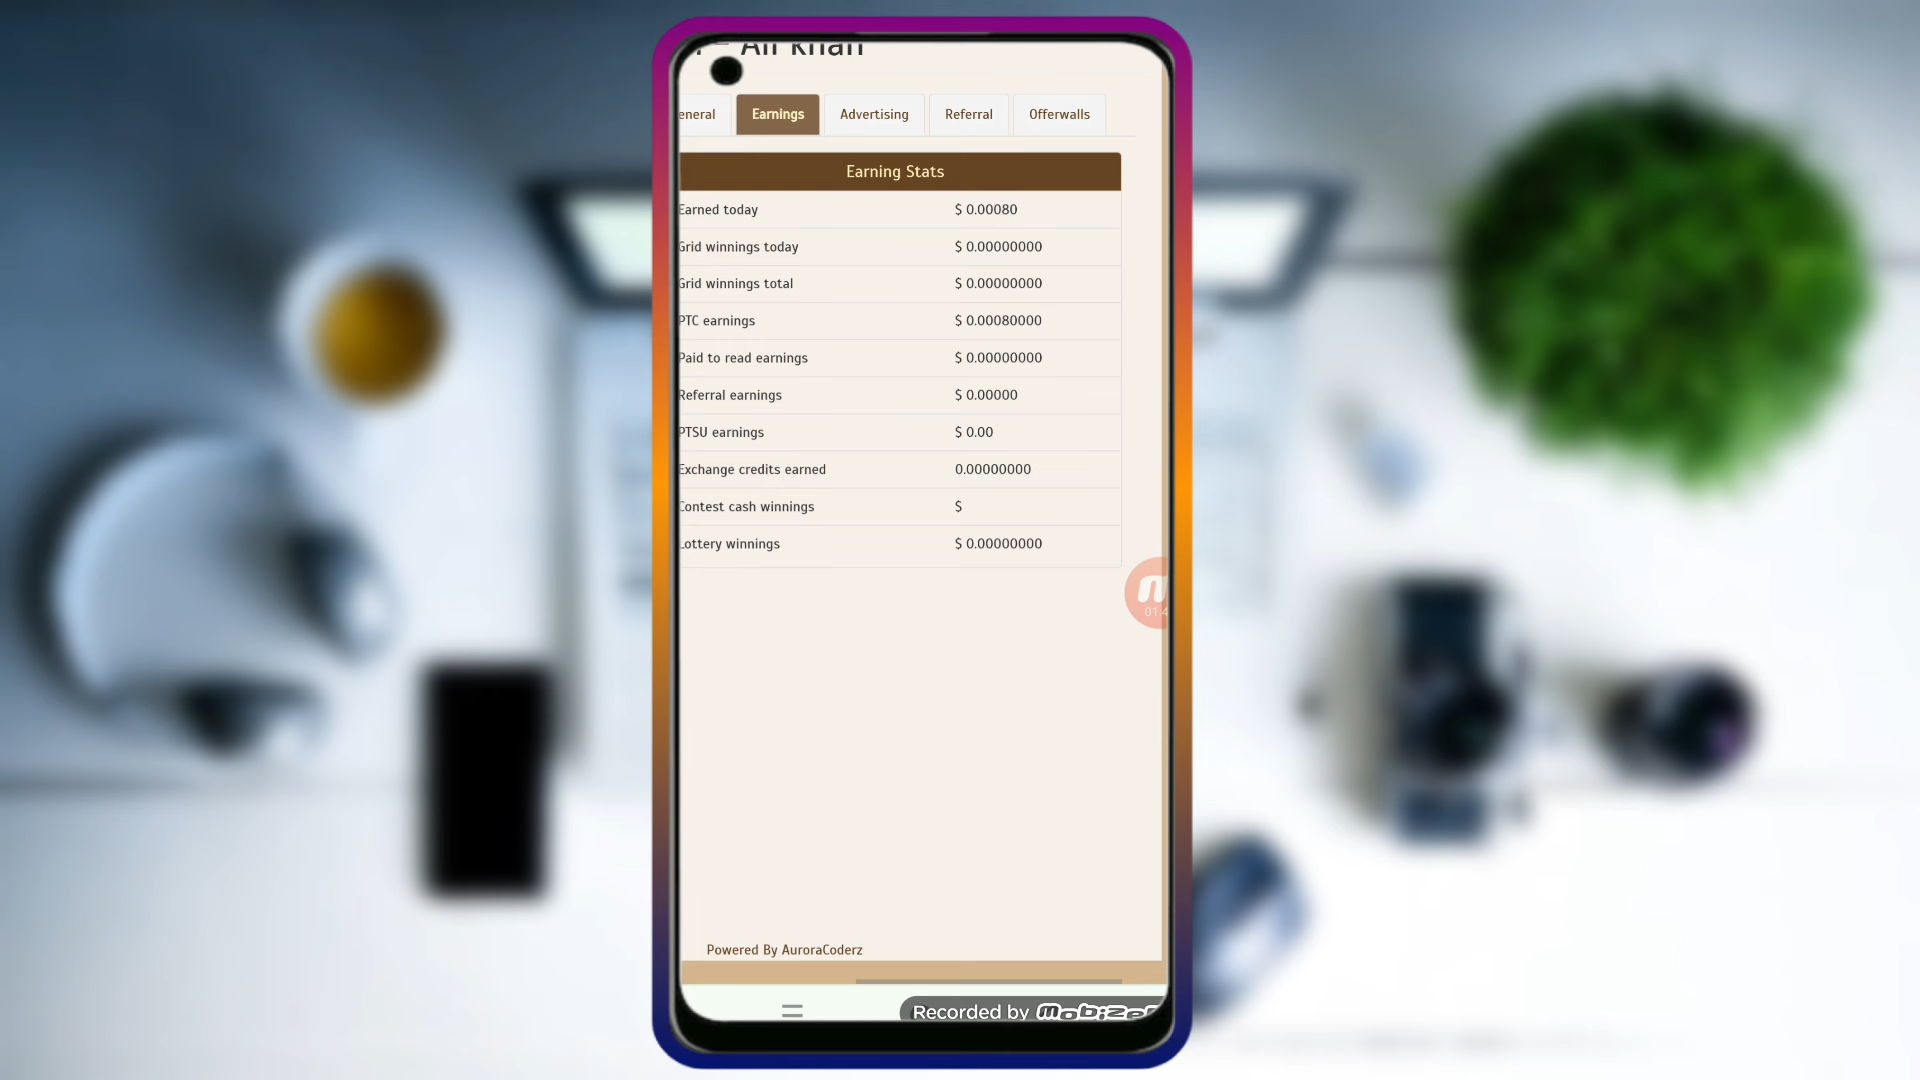 Ali khan
eneral Earnings Advertising Referral Offerwalls
Earning Stats
Earned today $ 0.00080
Grid winnings today $ 0.00000000
Grid winnings total $ 0.00000000
PTC earnings $ 0.00080000
Paid to read earnings $ 0.00000000
Referral earnings $ 0.00000
PTSU earnings $ 0.00
Exchange credits earned 0.00000000
Contest cash winnings $
Lottery winnings $ 0.00000000
Powered By AuroraCoderz
Recorded by